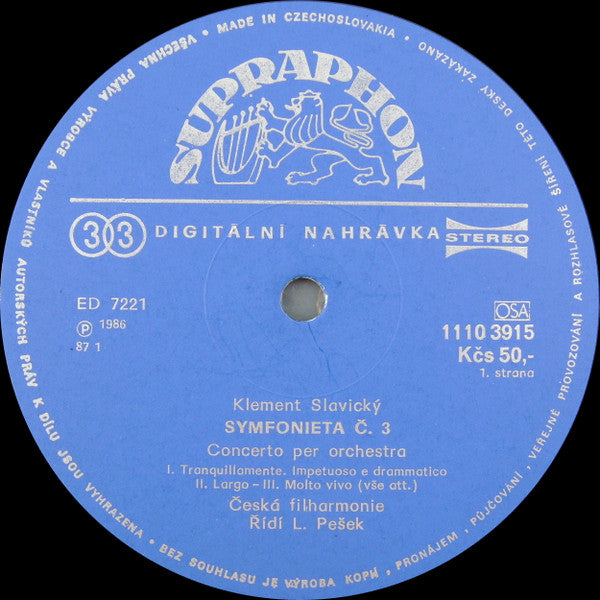 VŠECHNA PRÁVA VÝROBCE A VLASTNÍKŮ AUTORSKÝCH PRÁV K DÍLU JSOU VYHRAZENA • BEZ SOUHLASU JE VÝROBA KOPIÍ, PRONÁJEM, PŮJČOVÁNÍ, VEŘEJNÉ PROVOZOVÁNÍ A ROZHLASOVÉ ŠÍŘENÍ TÉTO DESKY ZAKÁZÁNO • MADE IN CZECHOSLOVAKIA •
SUPRAPHON
33 DIGITÁLNÍ NAHRÁVKA STEREO
ED 7221
℗ 1986
87 1
OSA
1110 3915
Kčs 50,-
1. strana
Klement Slavický
SYMFONIETA Č. 3
Concerto per orchestra
I. Tranquillamente. Impetuoso e drammatico
II. Largo – III. Molto vivo (vše att.)
Česká filharmonie
Řídí L. Pešek